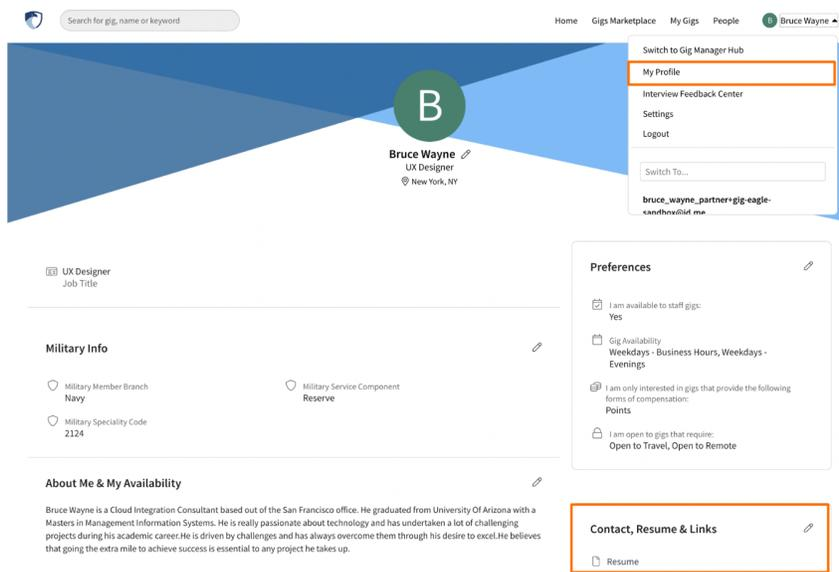 Search for gig, name or keyword
Home Gigs Marketplace My Gigs People B Bruce Wayne
Switch to Gig Manager Hub
My Profile
Interview Feedback Center
Settings
Logout
Switch To...
bruce_wayne_partner+gig-eagle-
sandbox@id.me
B
Bruce Wayne
UX Designer
New York, NY
UX Designer
Job Title
Military Info
Military Member Branch
Navy
Military Service Component
Reserve
Military Speciality Code
2124
About Me & My Availability
Bruce Wayne is a Cloud Integration Consultant based out of the San Francisco office. He graduated from University Of Arizona with a
Masters in Management Information Systems. He is really passionate about technology and has undertaken a lot of challenging
projects during his academic career.He is driven by challenges and has always overcome them through his desire to excel.He believes
that going the extra mile to achieve success is essential to any project he takes up.
Preferences
I am available to staff gigs:
Yes
Gig Availability
Weekdays - Business Hours, Weekdays -
Evenings
I am only interested in gigs that provide the following
forms of compensation:
Points
I am open to gigs that require:
Open to Travel, Open to Remote
Contact, Resume & Links
Resume